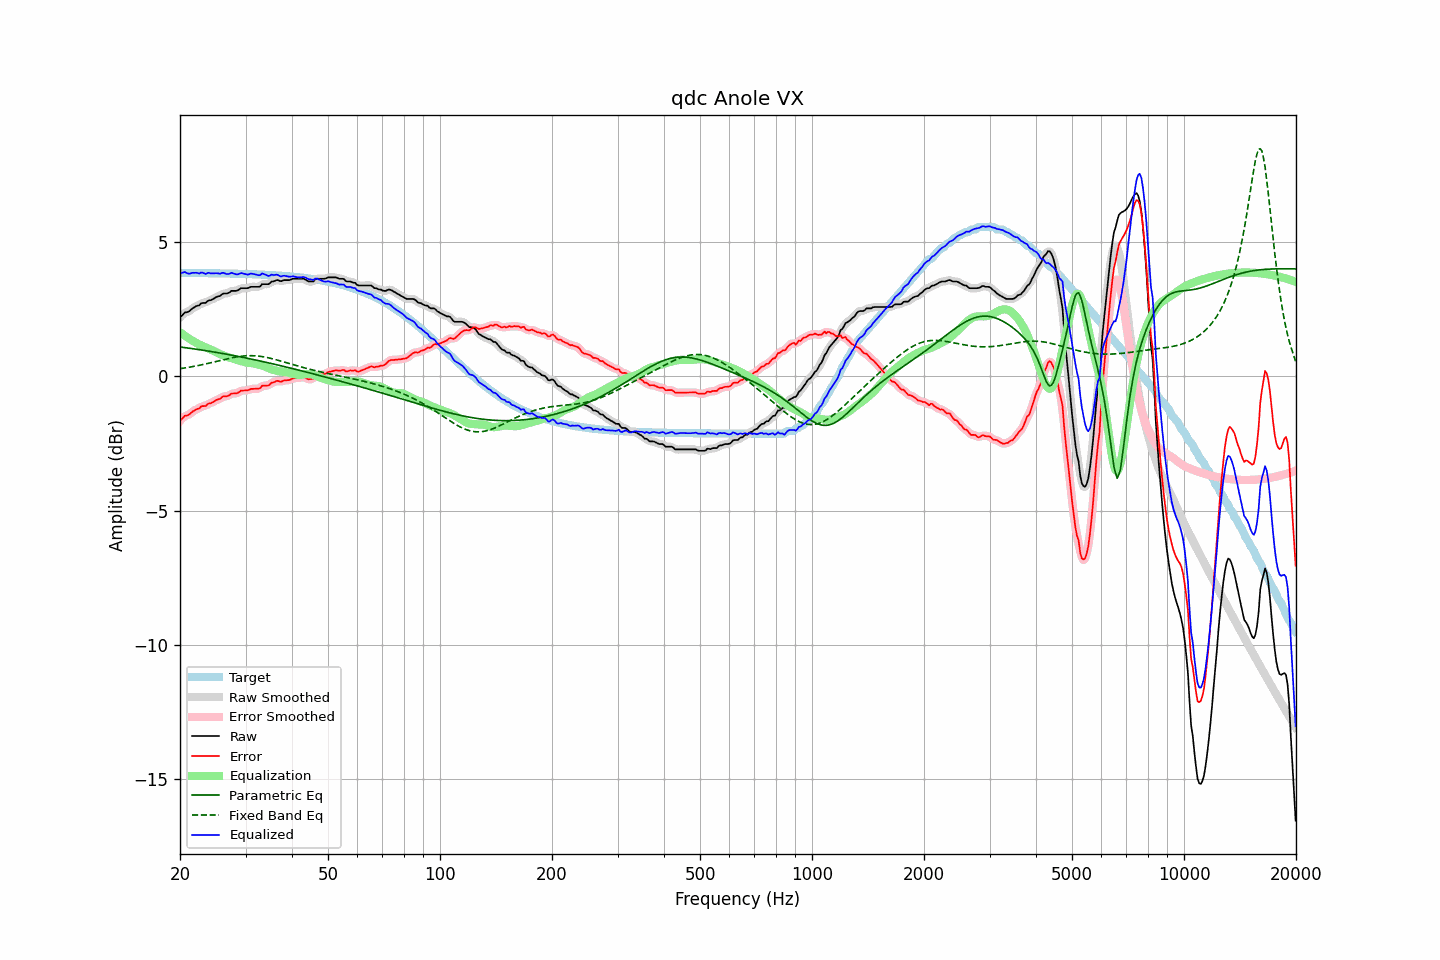 qdc Anole VX
Amplitude (dBr)
5
0
−5
−10
−15
Target
Raw Smoothed
Error Smoothed
Raw
Error
Equalization
Parametric Eq
Fixed Band Eq
Equalized
20 50 100 200 500 1000 2000 5000 10000 20000
Frequency (Hz)